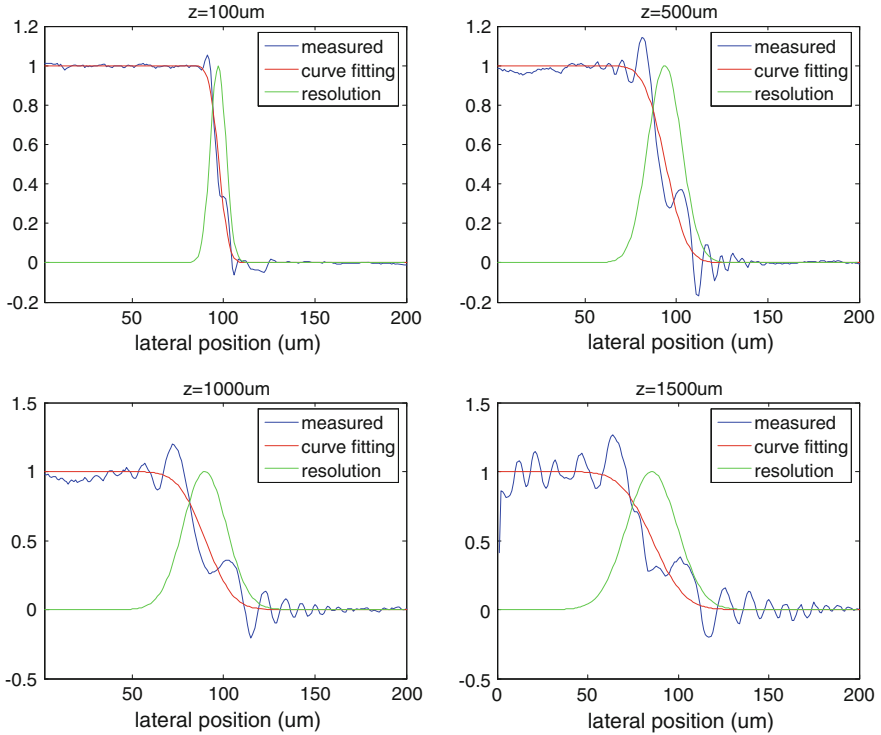 z=100um
1.2
1
0.8
0.6
0.4
0.2
0
-0.2
50
100
150
200
lateral position (um)
measured
curve fitting
resolution
z=500um
1.2
1
0.8
0.6
0.4
0.2
0
-0.2
50
100
150
200
lateral position (um)
measured
curve fitting
resolution
z=1000um
1.5
1
0.5
0
-0.5
50
100
150
200
lateral position (um)
measured
curve fitting
resolution
z=1500um
1.5
1
0.5
0
-0.5
0
50
100
150
200
lateral position (um)
measured
curve fitting
resolution